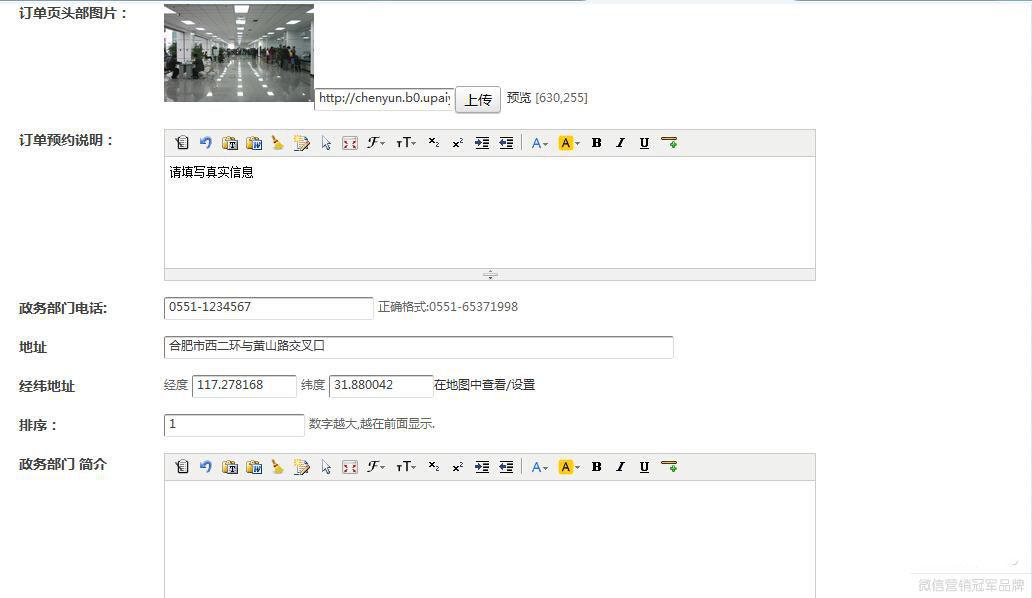 订单页头部图片：
http://chenyun.b0.upaiy 上传 预览 [630,255]
订单预约说明：
请填写真实信息
政务部门电话: 0551-1234567 正确格式:0551-65371998
地址 合肥市西二环与黄山路交叉口
经纬地址 经度 117.278168 纬度 31.880042 在地图中查看/设置
排序： 1 数字越大,越在前面显示.
政务部门 简介
微信营销冠军品牌